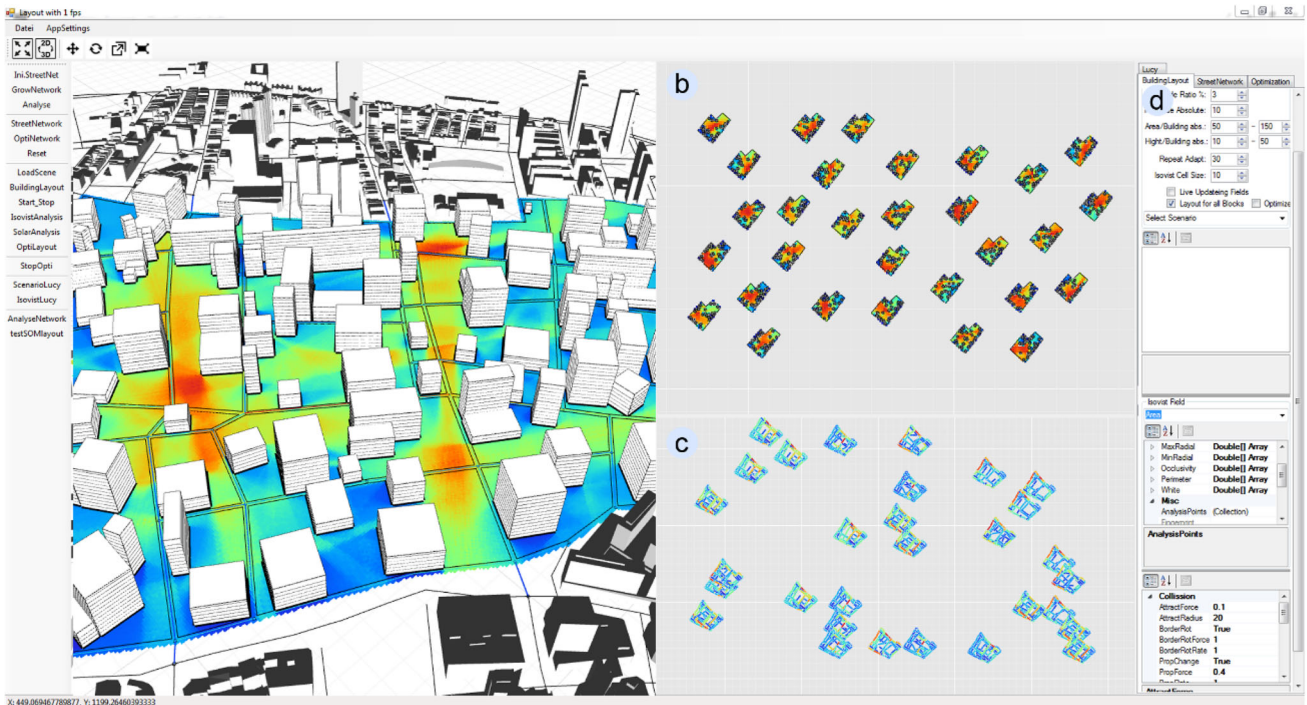 Layout with 1 fps
Datei AppSettings
2D
3D
Ini.StreetNet
GrowNetwork
Analyse
StreetNetwork
OptiNetwork
Reset
LoadScene
BuildingLayout
Start_Stop
IsovistAnalysis
SolarAnalysis
OptiLayout
StopOpti
ScenarioLucy
IsovistLucy
AnalyseNetwork
testSOMlayout
b
c
d
Lucy
BuildingLayout StreetNetwork Optimization
Ratio %: 3
Absolute: 10
Area/Building abs.: 50 - 150
Hight/Building abs.: 10 - 50
Repeat Adapt: 30
Isovist Cell Size: 10
Live Updateing Fields
Layout for all Blocks Optimize
Select Scenario
Isovist Field
Area
MaxRadial Double[] Array
MinRadial Double[] Array
Occlusivity Double[] Array
Perimeter Double[] Array
White Double[] Array
Misc
AnalysisPoints (Collection)
AnalysisPoints
Collission
AttractForce 0.1
AttractRadius 20
BorderRot True
BorderRotForce 1
BorderRotRate 1
PropChange True
PropForce 0.4
X: 449.069467789877, Y: 1199.26460393333